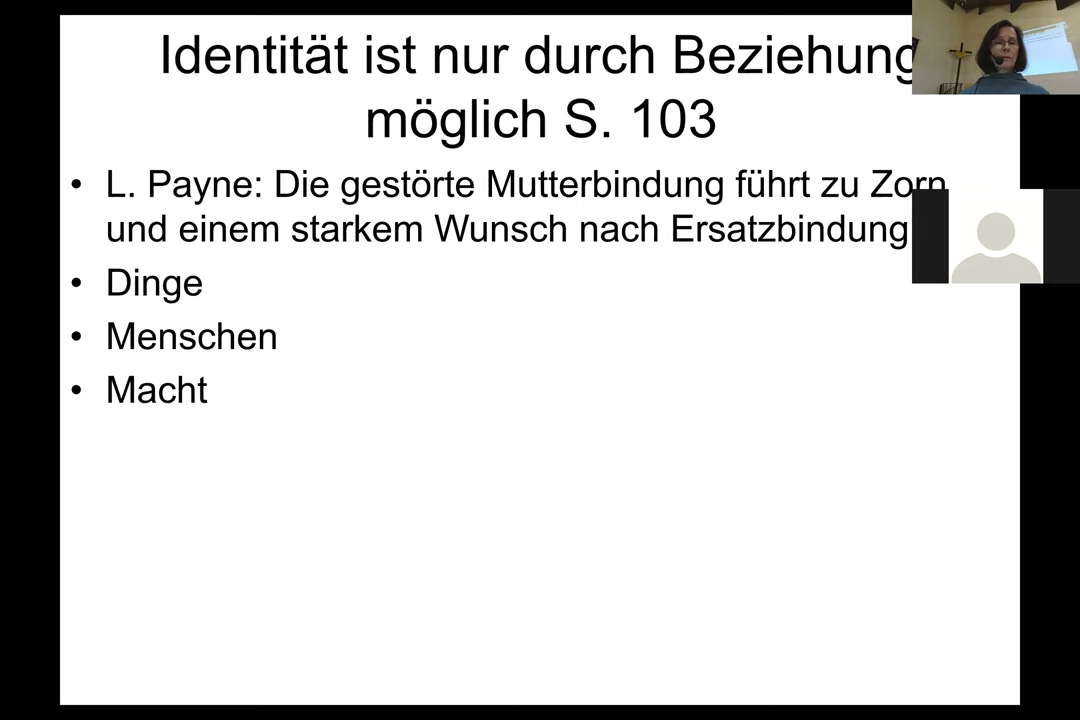 Identität ist nur durch Beziehung
möglich S. 103
• L. Payne: Die gestörte Mutterbindung führt zu Zorn
und einem starkem Wunsch nach Ersatzbindung
• Dinge
• Menschen
• Macht